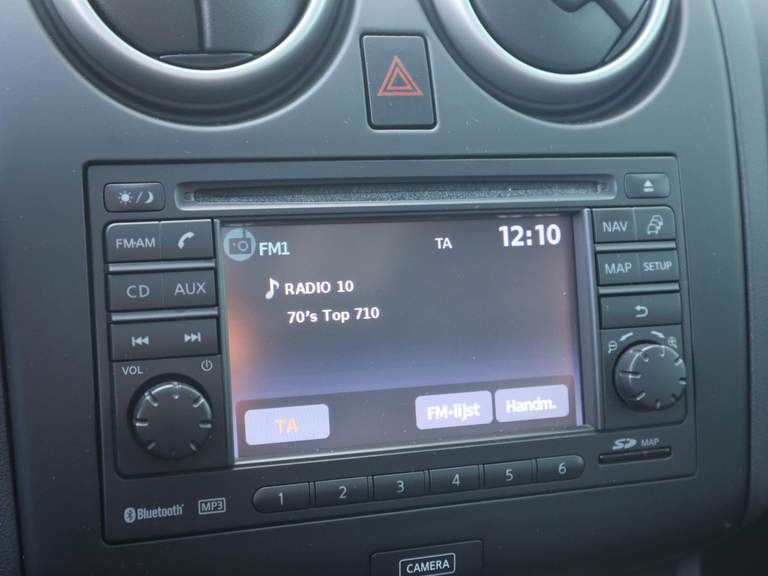 FM1 TA 12:10
RADIO 10
70's Top 710
TA FM-lijst Handm.
FM·AM
CD AUX
VOL
NAV
MAP SETUP
SD MAP
1 2 3 4 5 6
Bluetooth MP3
CAMERA